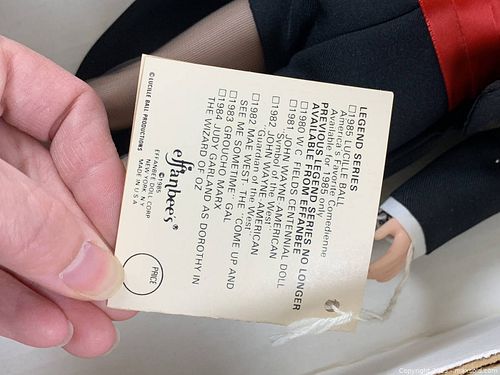 LEGEND SERIES
□1985 LUCILLE BALL
America's Favorite Comedienne
Available for 1985 only
PREVIOUS LEGEND SERIES NO LONGER
AVAILABLE FROM EFFANBEE
□1980 W.C. FIELDS CENTENNIAL DOLL
□1981 JOHN WAYNE, AMERICAN
"Symbol of the West"
□1982 JOHN WAYNE, AMERICAN
"Guardian of the West"
□1982 MAE WEST, THE "COME UP AND
SEE ME SOMETIME" GAL
□1983 GROUCHO MARX
□1984 JUDY GARLAND AS DOROTHY IN
THE WIZARD OF OZ
effanbee's®
EFFANBEE DOLL CORP
©1985
NEW YORK, N.Y.
MADE IN U.S.A.
©LUCILLE BALL PRODUCTIONS
PRICE